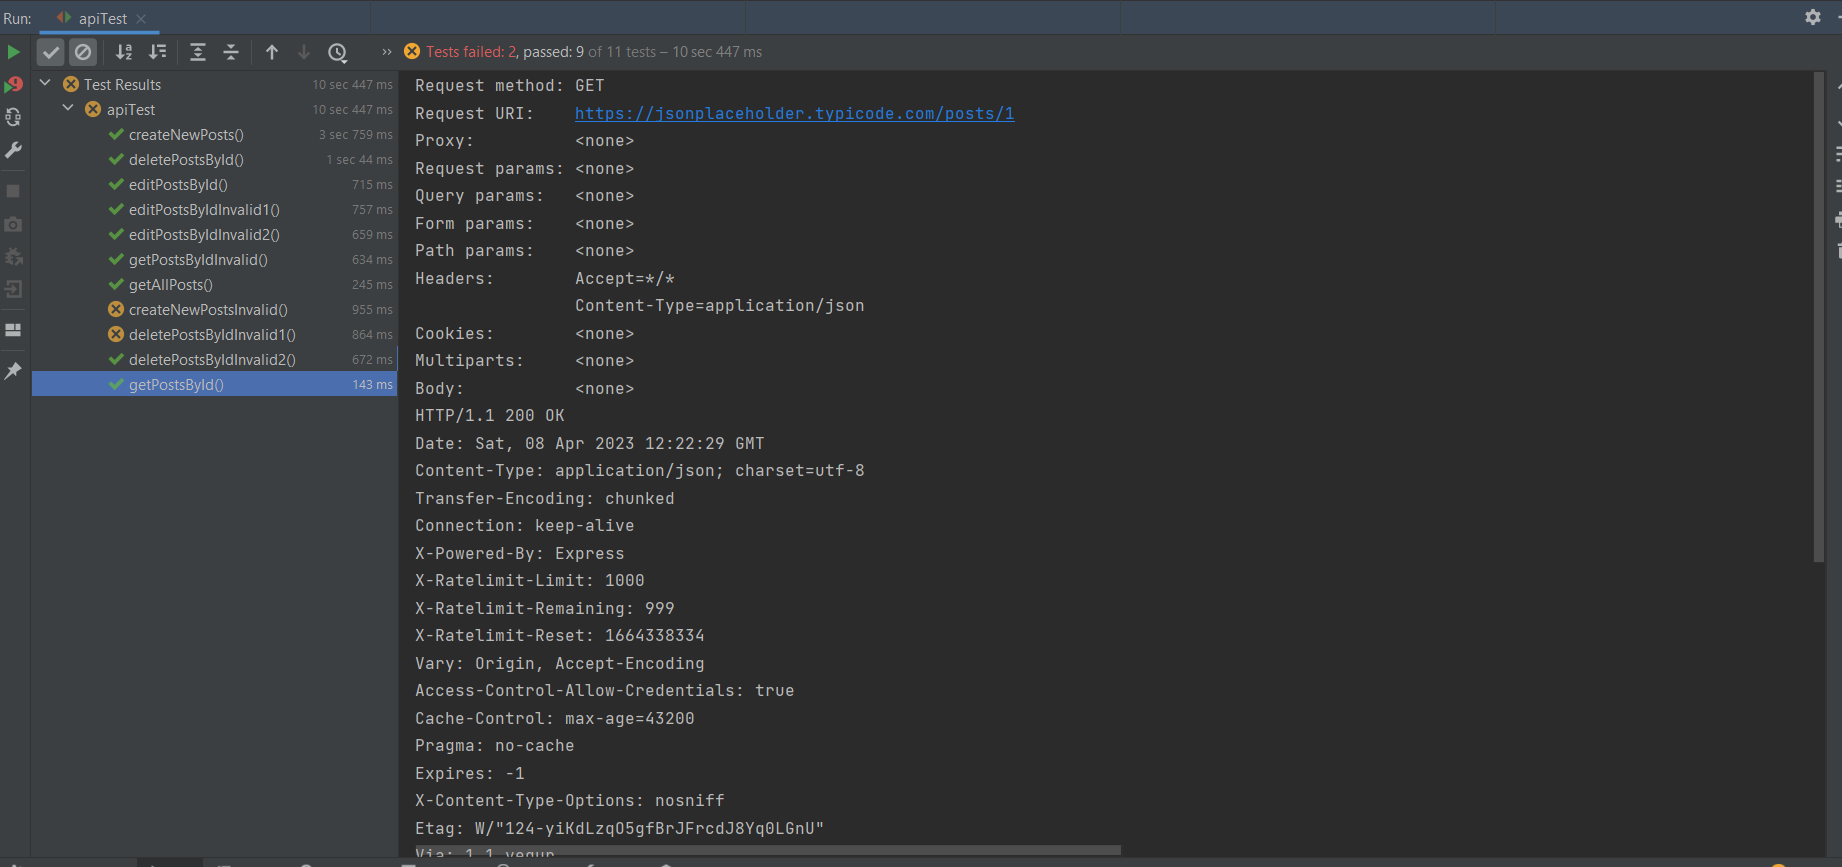 Run: apiTest
Tests failed: 2, passed: 9 of 11 tests – 10 sec 447 ms
Test Results 10 sec 447 ms
apiTest 10 sec 447 ms
createNewPosts() 3 sec 759 ms
deletePostsById() 1 sec 44 ms
editPostsById() 715 ms
editPostsByIdInvalid1() 757 ms
editPostsByIdInvalid2() 659 ms
getPostsByIdInvalid() 634 ms
getAllPosts() 245 ms
createNewPostsInvalid() 955 ms
deletePostsByIdInvalid1() 864 ms
deletePostsByIdInvalid2() 672 ms
getPostsById() 143 ms
Request method: GET
Request URI: https://jsonplaceholder.typicode.com/posts/1
Proxy: <none>
Request params: <none>
Query params: <none>
Form params: <none>
Path params: <none>
Headers: Accept=*/*
Content-Type=application/json
Cookies: <none>
Multiparts: <none>
Body: <none>
HTTP/1.1 200 OK
Date: Sat, 08 Apr 2023 12:22:29 GMT
Content-Type: application/json; charset=utf-8
Transfer-Encoding: chunked
Connection: keep-alive
X-Powered-By: Express
X-Ratelimit-Limit: 1000
X-Ratelimit-Remaining: 999
X-Ratelimit-Reset: 1664338334
Vary: Origin, Accept-Encoding
Access-Control-Allow-Credentials: true
Cache-Control: max-age=43200
Pragma: no-cache
Expires: -1
X-Content-Type-Options: nosniff
Etag: W/"124-yiKdLzqO5gfBrJFrcdJ8Yq0LGnU"
Via: 1.1 vegur